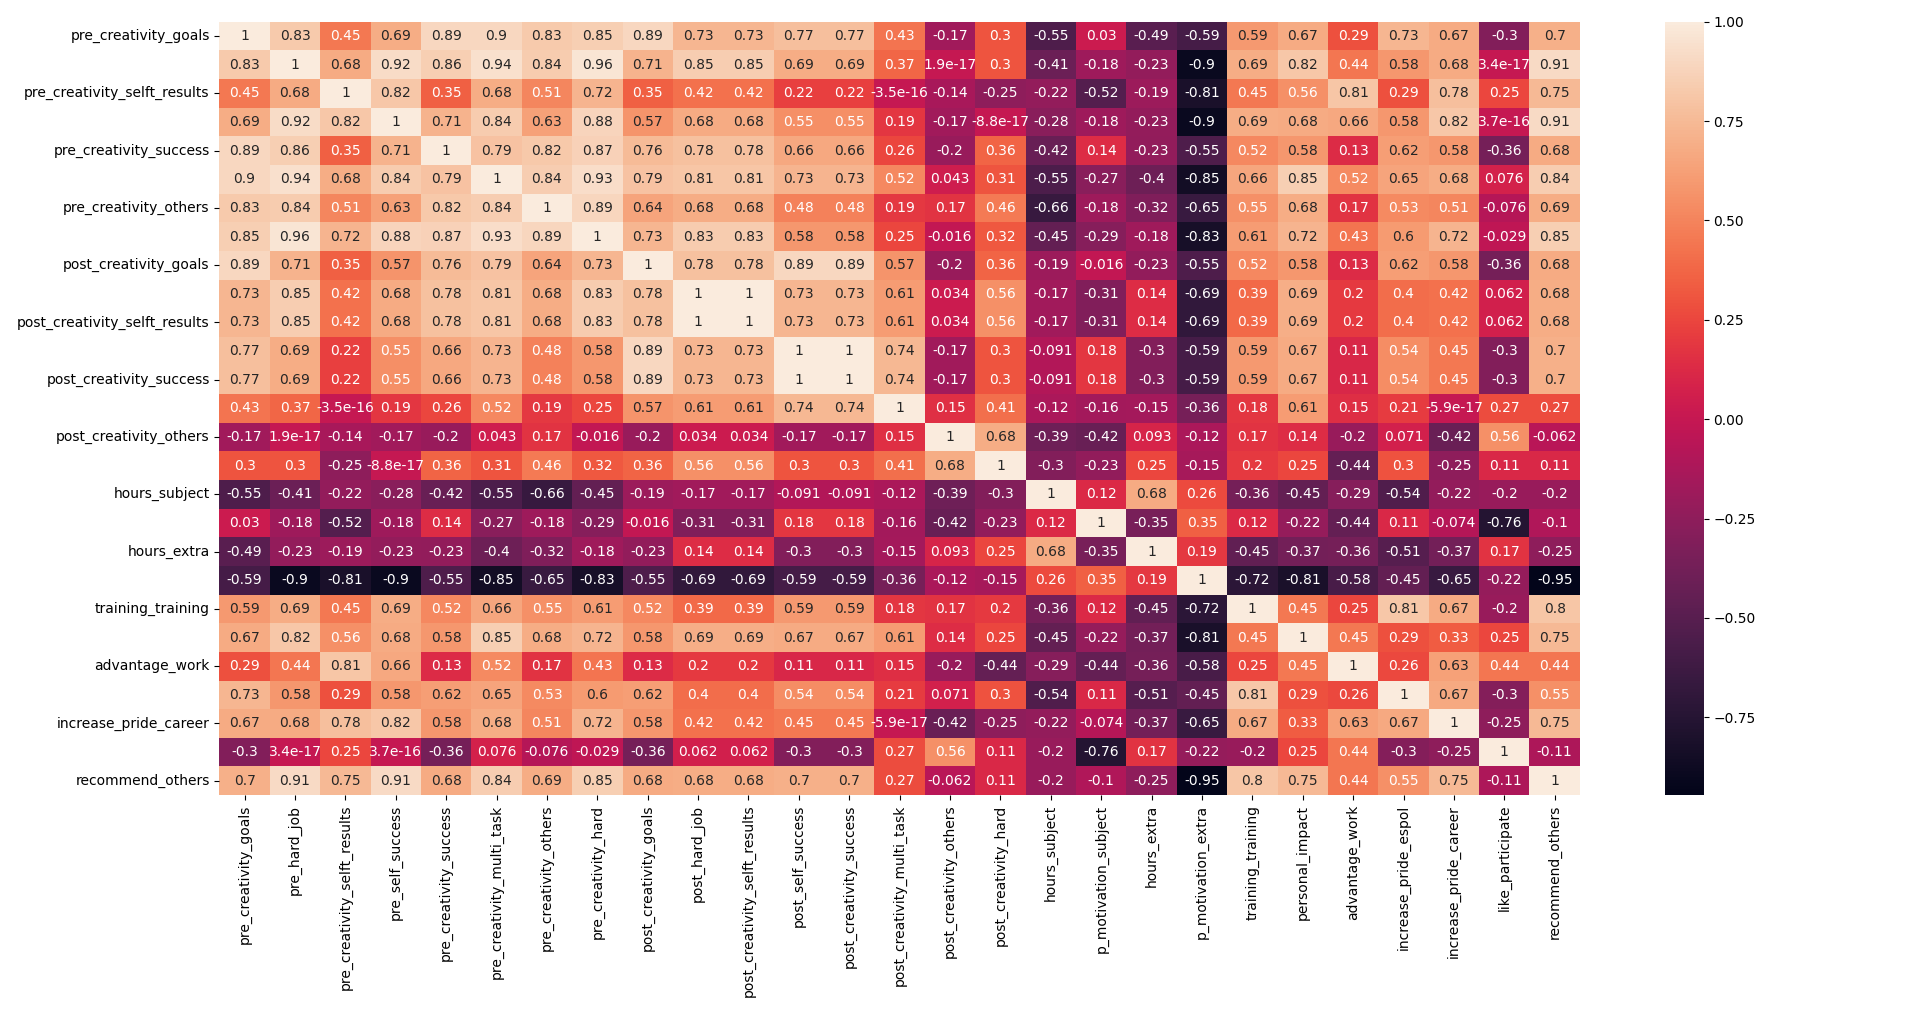 pre_creativity_goals 1 0.83 0.45 0.69 0.89 0.9 0.83 0.85 0.89 0.73 0.73 0.77 0.77 0.43 -0.17 0.3 -0.55 0.03 -0.49 -0.59 0.59 0.67 0.29 0.73 0.67 -0.3 0.7 1.00
0.83 1 0.68 0.92 0.86 0.94 0.84 0.96 0.71 0.85 0.85 0.69 0.69 0.37 1.9e-17 0.3 -0.41 -0.18 -0.23 -0.9 0.69 0.82 0.44 0.58 0.68 3.4e-17 0.91
pre_creativity_selft_results 0.45 0.68 1 0.82 0.35 0.68 0.51 0.72 0.35 0.42 0.42 0.22 0.22 -3.5e-16 -0.14 -0.25 -0.22 -0.52 -0.19 -0.81 0.45 0.56 0.81 0.29 0.78 0.25 0.75
0.69 0.92 0.82 1 0.71 0.84 0.63 0.88 0.57 0.68 0.68 0.55 0.55 0.19 -0.17 -8.8e-17 -0.28 -0.18 -0.23 -0.9 0.69 0.68 0.66 0.58 0.82 3.7e-16 0.91 0.75
pre_creativity_success 0.89 0.86 0.35 0.71 1 0.79 0.82 0.87 0.76 0.78 0.78 0.66 0.66 0.26 -0.2 0.36 -0.42 0.14 -0.23 -0.55 0.52 0.58 0.13 0.62 0.58 -0.36 0.68
0.9 0.94 0.68 0.84 0.79 1 0.84 0.93 0.79 0.81 0.81 0.73 0.73 0.52 0.043 0.31 -0.55 -0.27 -0.4 -0.85 0.66 0.85 0.52 0.65 0.68 0.076 0.84
pre_creativity_others 0.83 0.84 0.51 0.63 0.82 0.84 1 0.89 0.64 0.68 0.68 0.48 0.48 0.19 0.17 0.46 -0.66 -0.18 -0.32 -0.65 0.55 0.68 0.17 0.53 0.51 -0.076 0.69 0.50
0.85 0.96 0.72 0.88 0.87 0.93 0.89 1 0.73 0.83 0.83 0.58 0.58 0.25 -0.016 0.32 -0.45 -0.29 -0.18 -0.83 0.61 0.72 0.43 0.6 0.72 -0.029 0.85
post_creativity_goals 0.89 0.71 0.35 0.57 0.76 0.79 0.64 0.73 1 0.78 0.78 0.89 0.89 0.57 -0.2 0.36 -0.19 -0.016 -0.23 -0.55 0.52 0.58 0.13 0.62 0.58 -0.36 0.68
0.73 0.85 0.42 0.68 0.78 0.81 0.68 0.83 0.78 1 1 0.73 0.73 0.61 0.034 0.56 -0.17 -0.31 0.14 -0.69 0.39 0.69 0.2 0.4 0.42 0.062 0.68
post_creativity_selft_results 0.73 0.85 0.42 0.68 0.78 0.81 0.68 0.83 0.78 1 1 0.73 0.73 0.61 0.034 0.56 -0.17 -0.31 0.14 -0.69 0.39 0.69 0.2 0.4 0.42 0.062 0.68 0.25
0.77 0.69 0.22 0.55 0.66 0.73 0.48 0.58 0.89 0.73 0.73 1 1 0.74 -0.17 0.3 -0.091 0.18 -0.3 -0.59 0.59 0.67 0.11 0.54 0.45 -0.3 0.7
post_creativity_success 0.77 0.69 0.22 0.55 0.66 0.73 0.48 0.58 0.89 0.73 0.73 1 1 0.74 -0.17 0.3 -0.091 0.18 -0.3 -0.59 0.59 0.67 0.11 0.54 0.45 -0.3 0.7
0.43 0.37 -3.5e-16 0.19 0.26 0.52 0.19 0.25 0.57 0.61 0.61 0.74 0.74 1 0.15 0.41 -0.12 -0.16 -0.15 -0.36 0.18 0.61 0.15 0.21 -5.9e-17 0.27 0.27 0.00
post_creativity_others -0.17 1.9e-17 -0.14 -0.17 -0.2 0.043 0.17 -0.016 -0.2 0.034 0.034 -0.17 -0.17 0.15 1 0.68 -0.39 -0.42 0.093 -0.12 0.17 0.14 -0.2 0.071 -0.42 0.56 -0.062
0.3 0.3 -0.25 -8.8e-17 0.36 0.31 0.46 0.32 0.36 0.56 0.56 0.3 0.3 0.41 0.68 1 -0.3 -0.23 0.25 -0.15 0.2 0.25 -0.44 0.3 -0.25 0.11 0.11
hours_subject -0.55 -0.41 -0.22 -0.28 -0.42 -0.55 -0.66 -0.45 -0.19 -0.17 -0.17 -0.091 -0.091 -0.12 -0.39 -0.3 1 0.12 0.68 0.26 -0.36 -0.45 -0.29 -0.54 -0.22 -0.2 -0.2
0.03 -0.18 -0.52 -0.18 0.14 -0.27 -0.18 -0.29 -0.016 -0.31 -0.31 0.18 0.18 -0.16 -0.42 -0.23 0.12 1 -0.35 0.35 0.12 -0.22 -0.44 0.11 -0.074 -0.76 -0.1 −0.25
hours_extra -0.49 -0.23 -0.19 -0.23 -0.23 -0.4 -0.32 -0.18 -0.23 0.14 0.14 -0.3 -0.3 -0.15 0.093 0.25 0.68 -0.35 1 0.19 -0.45 -0.37 -0.36 -0.51 -0.37 0.17 -0.25
-0.59 -0.9 -0.81 -0.9 -0.55 -0.85 -0.65 -0.83 -0.55 -0.69 -0.69 -0.59 -0.59 -0.36 -0.12 -0.15 0.26 0.35 0.19 1 -0.72 -0.81 -0.58 -0.45 -0.65 -0.22 -0.95
training_training 0.59 0.69 0.45 0.69 0.52 0.66 0.55 0.61 0.52 0.39 0.39 0.59 0.59 0.18 0.17 0.2 -0.36 0.12 -0.45 -0.72 1 0.45 0.25 0.81 0.67 -0.2 0.8 −0.50
0.67 0.82 0.56 0.68 0.58 0.85 0.68 0.72 0.58 0.69 0.69 0.67 0.67 0.61 0.14 0.25 -0.45 -0.22 -0.37 -0.81 0.45 1 0.45 0.29 0.33 0.25 0.75
advantage_work 0.29 0.44 0.81 0.66 0.13 0.52 0.17 0.43 0.13 0.2 0.2 0.11 0.11 0.15 -0.2 -0.44 -0.29 -0.44 -0.36 -0.58 0.25 0.45 1 0.26 0.63 0.44 0.44
0.73 0.58 0.29 0.58 0.62 0.65 0.53 0.6 0.62 0.4 0.4 0.54 0.54 0.21 0.071 0.3 -0.54 0.11 -0.51 -0.45 0.81 0.29 0.26 1 0.67 -0.3 0.55
increase_pride_career 0.67 0.68 0.78 0.82 0.58 0.68 0.51 0.72 0.58 0.42 0.42 0.45 0.45 -5.9e-17 -0.42 -0.25 -0.22 -0.074 -0.37 -0.65 0.67 0.33 0.63 0.67 1 -0.25 0.75 −0.75
-0.3 3.4e-17 0.25 3.7e-16 -0.36 0.076 -0.076 -0.029 -0.36 0.062 0.062 -0.3 -0.3 0.27 0.56 0.11 -0.2 -0.76 0.17 -0.22 -0.2 0.25 0.44 -0.3 -0.25 1 -0.11
recommend_others 0.7 0.91 0.75 0.91 0.68 0.84 0.69 0.85 0.68 0.68 0.68 0.7 0.7 0.27 -0.062 0.11 -0.2 -0.1 -0.25 -0.95 0.8 0.75 0.44 0.55 0.75 -0.11 1
pre_creativity_goals
pre_hard_job
pre_creativity_selft_results
pre_self_success
pre_creativity_success
pre_creativity_multi_task
pre_creativity_others
pre_creativity_hard
post_creativity_goals
post_hard_job
post_creativity_selft_results
post_self_success
post_creativity_success
post_creativity_multi_task
post_creativity_others
post_creativity_hard
hours_subject
p_motivation_subject
hours_extra
p_motivation_extra
training_training
personal_impact
advantage_work
increase_pride_espol
increase_pride_career
like_participate
recommend_others